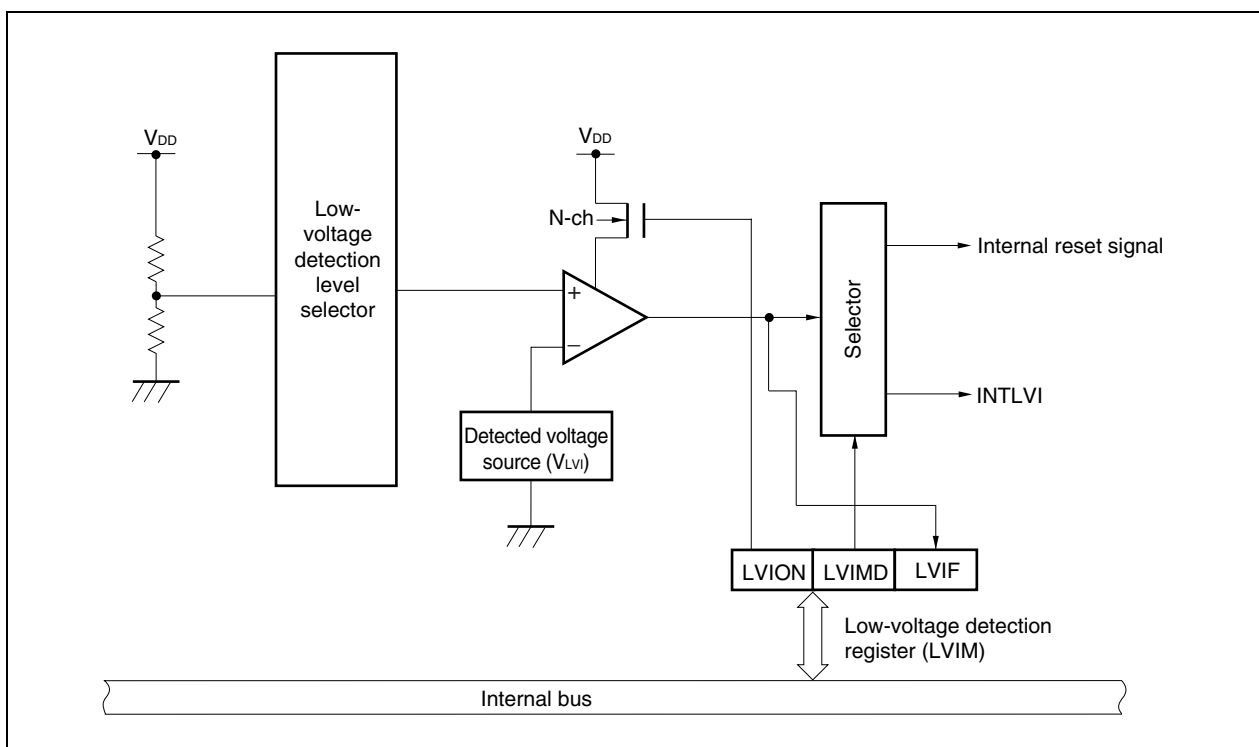 VDD
Low-
voltage
detection
level
selector
VDD
N-ch
+
−
Detected voltage
source (VLVI)
Selector
Internal reset signal
INTLVI
LVION
LVIMD
LVIF
Low-voltage detection
register (LVIM)
Internal bus